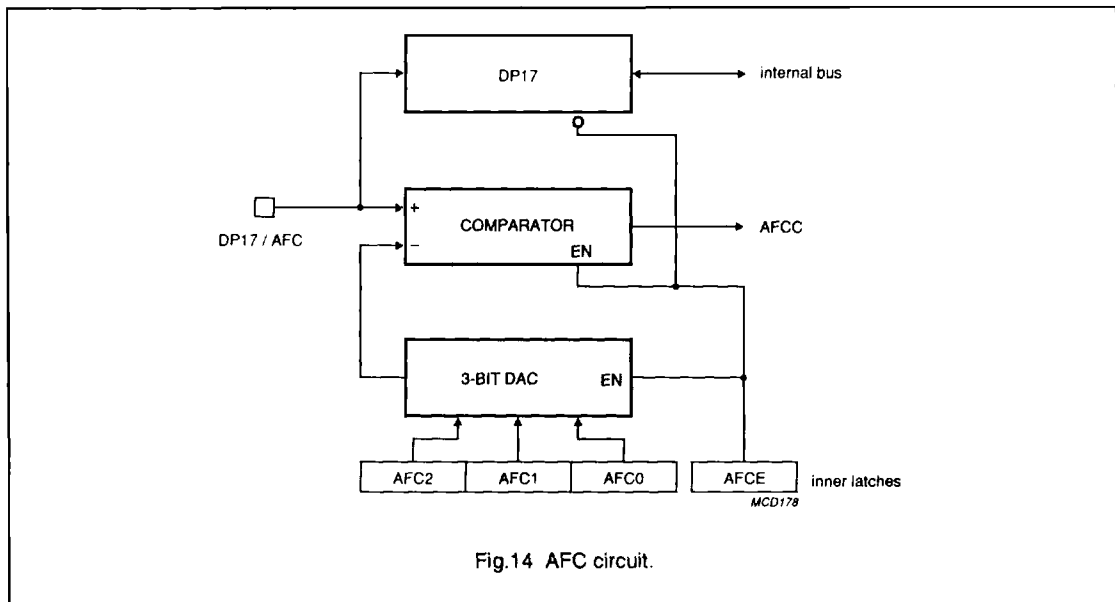 DP17
internal bus
+
COMPARATOR
AFCC
DP17 / AFC
−
EN
3-BIT DAC
EN
AFC2 AFC1 AFC0 AFCE inner latches
MCD178
Fig.14 AFC circuit.